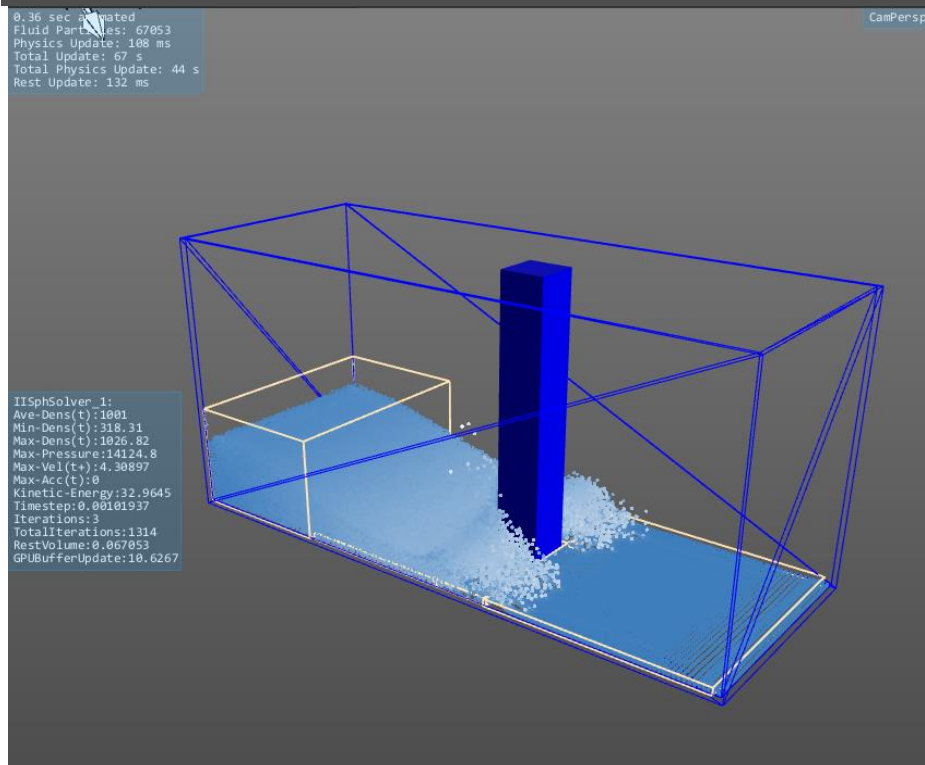 0.36 sec animated
Fluid Particles: 67053
Physics Update: 108 ms
Total Update: 67 s
Total Physics Update: 44 s
Rest Update: 132 ms
CamPersp
IISphSolver_1:
Ave-Dens(t):1001
Min-Dens(t):318.31
Max-Dens(t):1026.82
Max-Pressure:14124.8
Max-Vel(t+):4.30897
Max-Acc(t):0
Kinetic-Energy:32.9645
Timestep:0.00101937
Iterations:3
TotalIterations:1314
RestVolume:0.067053
GPUBufferUpdate:10.6267